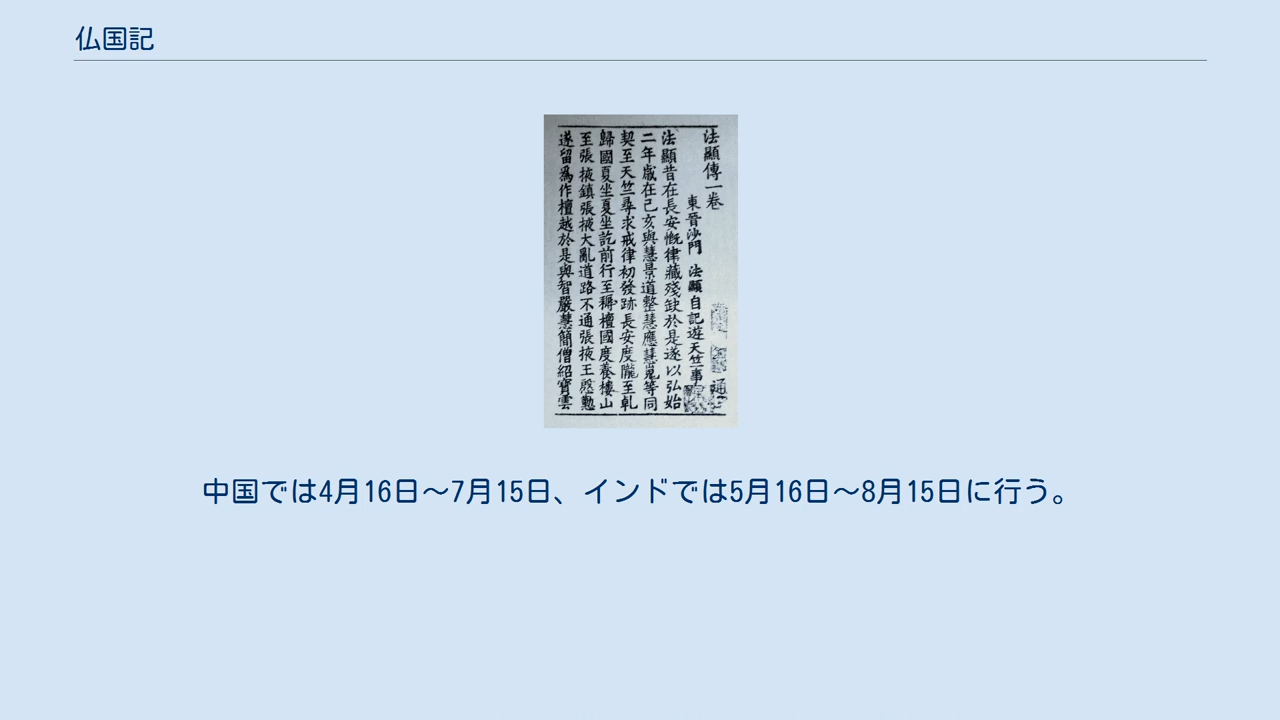 仏国記
法顯傳一卷
東晉沙門 法顯自記遊天竺事
法顯昔在長安慨律藏殘缺於是遂以弘始
二年歲在己亥與慧景道整慧應慧嵬等同
契至天竺尋求戒律初發跡長安度隴至乹
歸國夏坐夏坐訖前行至耨檀國度養樓山
至張掖鎮張掖大亂道路不通張掖王慇懃
遂留為作檀越於是與智嚴慧簡僧紹寶雲
中国では4月16日～7月15日、インドでは5月16日～8月15日に行う。